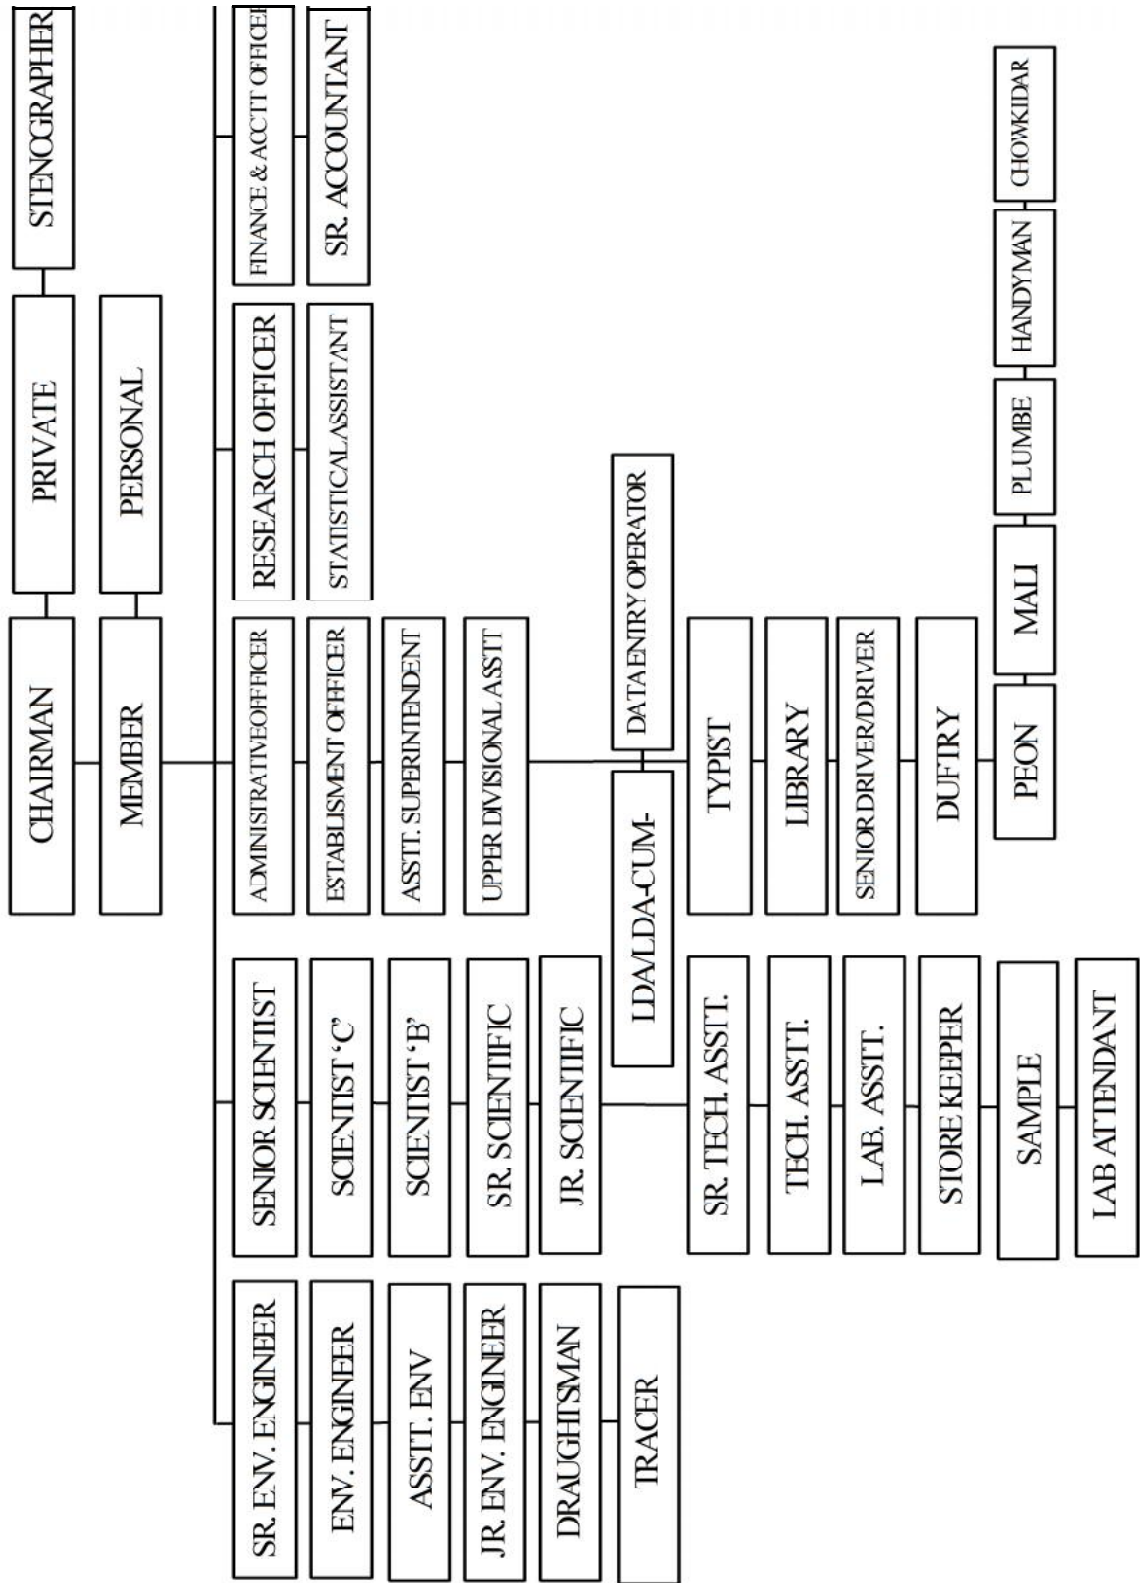 CHAIRMAN
PRIVATE
STENOGRAPHER
MEMBER
PERSONAL
SR. ENV. ENGINEER
ENV. ENGINEER
ASSTT. ENV
JR. ENV. ENGINEER
DRAUGHTSMAN
TRACER
SENIOR SCIENTIST
SCIENTIST ‘C’
SCIENTIST ‘B’
SR. SCIENTIFIC
JR. SCIENTIFIC
SR. TECH. ASSTT.
TECH. ASSTT.
LAB. ASSTT.
STORE KEEPER
SAMPLE
LAB ATTENDANT
ADMINISTRATIVE OFFICER
ESTABLISMENT OFFICER
ASSTT. SUPERINTENDENT
UPPER DIVISIONAL ASSTT
LDA/LDA-CUM-
DATA ENTRY OPERATOR
TYPIST
LIBRARY
SENIOR DRIVER/DRIVER
DUFTRY
PEON
MALI
PLUMBE
HANDYMAN
CHOWKIDAR
RESEARCH OFFICER
STATISTICAL ASSISTANT
FINANCE & ACCTT OFFICER
SR. ACCOUNTANT